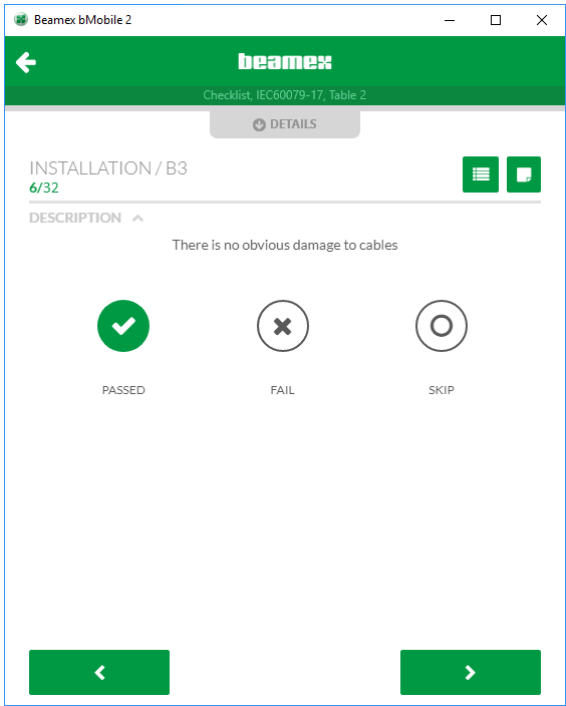 Beamex bMobile 2
beamex
Checklist, IEC60079-17, Table 2
DETAILS
INSTALLATION / B3
6/32
DESCRIPTION
There is no obvious damage to cables
PASSED
FAIL
SKIP